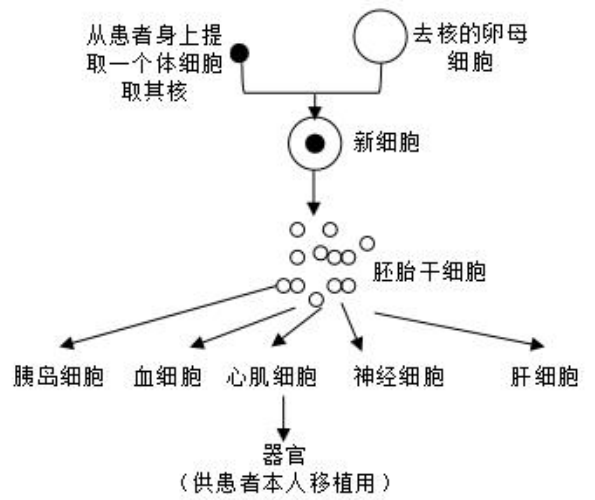 从患者身上提
取一个体细胞
取其核
去核的卵母
细胞
新细胞
胚胎干细胞
胰岛细胞
血细胞
心肌细胞
神经细胞
肝细胞
器官
（供患者本人移植用）